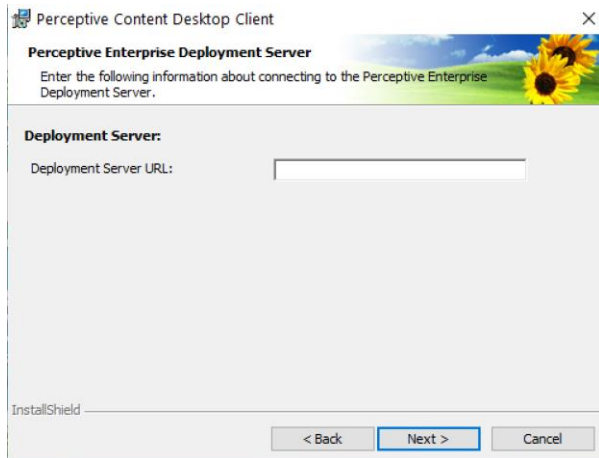 Perceptive Content Desktop Client
Perceptive Enterprise Deployment Server
Enter the following information about connecting to the Perceptive Enterprise
Deployment Server.
Deployment Server:
Deployment Server URL:
InstallShield
< Back Next > Cancel